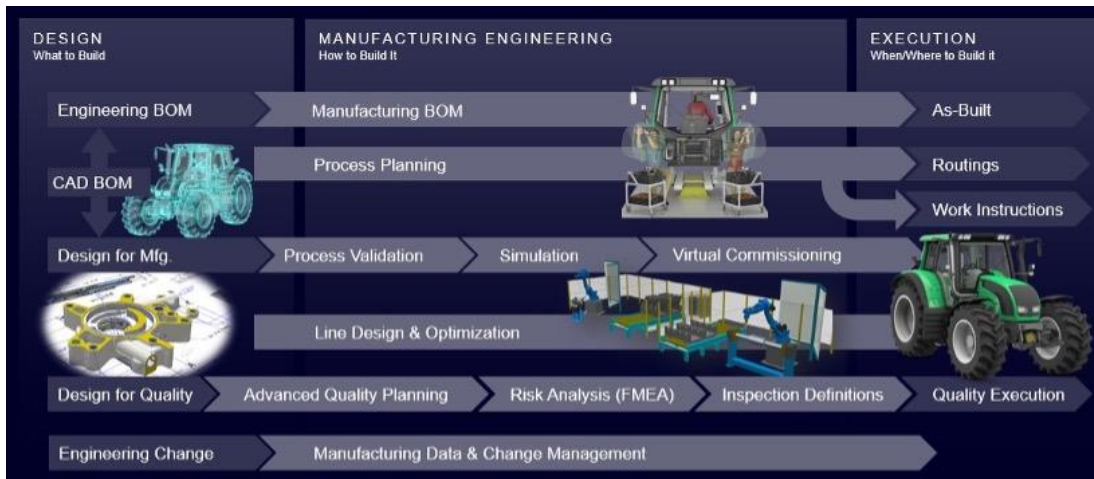 DESIGN
What to Build
MANUFACTURING ENGINEERING
How to Build It
EXECUTION
When/Where to Build it
Engineering BOM
Manufacturing BOM
As-Built
CAD BOM
Process Planning
Routings
Work Instructions
Design for Mfg.
Process Validation
Simulation
Virtual Commissioning
Line Design & Optimization
Design for Quality
Advanced Quality Planning
Risk Analysis (FMEA)
Inspection Definitions
Quality Execution
Engineering Change
Manufacturing Data & Change Management